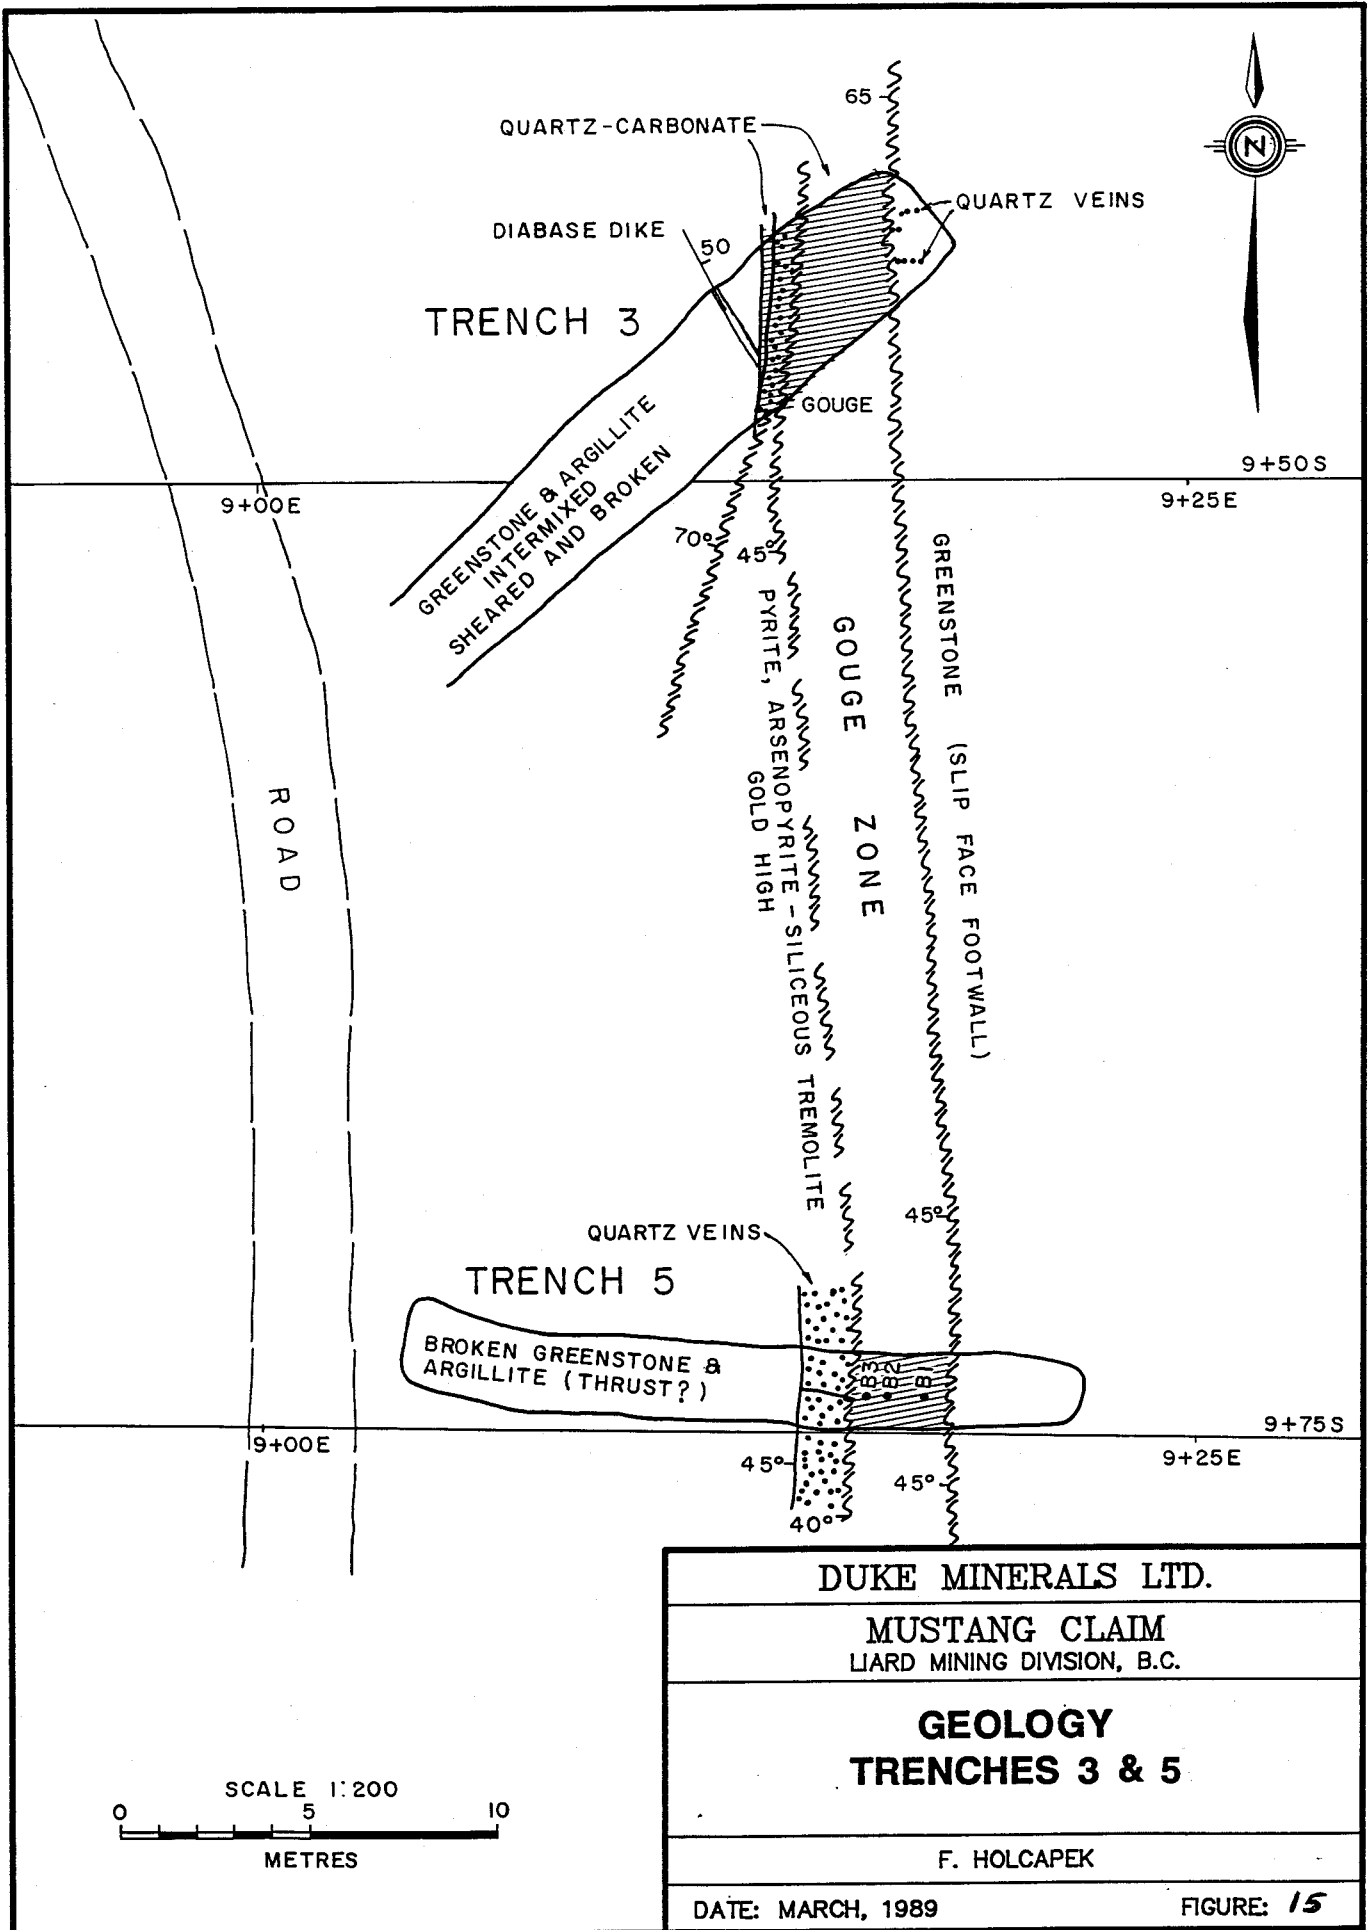 65
QUARTZ-CARBONATE
QUARTZ VEINS
DIABASE DIKE
50
N
TRENCH 3
GOUGE
GREENSTONE & ARGILLITE
INTERMIXED
SHEARED AND BROKEN
9+50S
9+00E
9+25E
70°
45°
PYRITE, ARSENOPYRITE - SILICEOUS TREMOLITE
GOLD HIGH
GOUGE ZONE
GREENSTONE (SLIP FACE FOOTWALL)
ROAD
45°
QUARTZ VEINS
TRENCH 5
BROKEN GREENSTONE &
ARGILLITE (THRUST?)
B3
B2
B1
9+75S
9+00E
9+25E
45°
45°
40°
DUKE MINERALS LTD.
MUSTANG CLAIM
LIARD MINING DIVISION, B.C.
GEOLOGY
TRENCHES 3 & 5
SCALE 1:200
0 5 10
METRES
F. HOLCAPEK
DATE: MARCH, 1989 FIGURE: 15